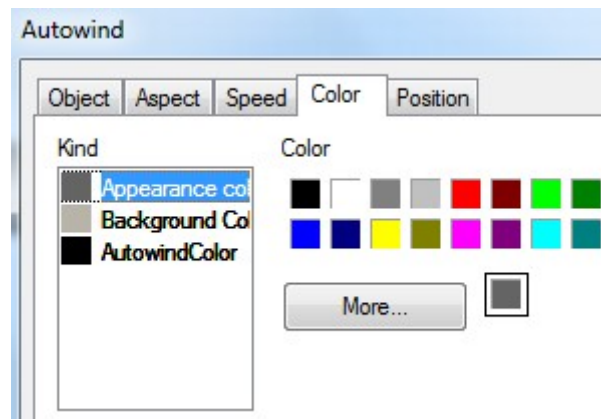 Autowind
Object Aspect Speed Color Position
Kind Color
Appearance col
Background Col
AutowindColor
More...